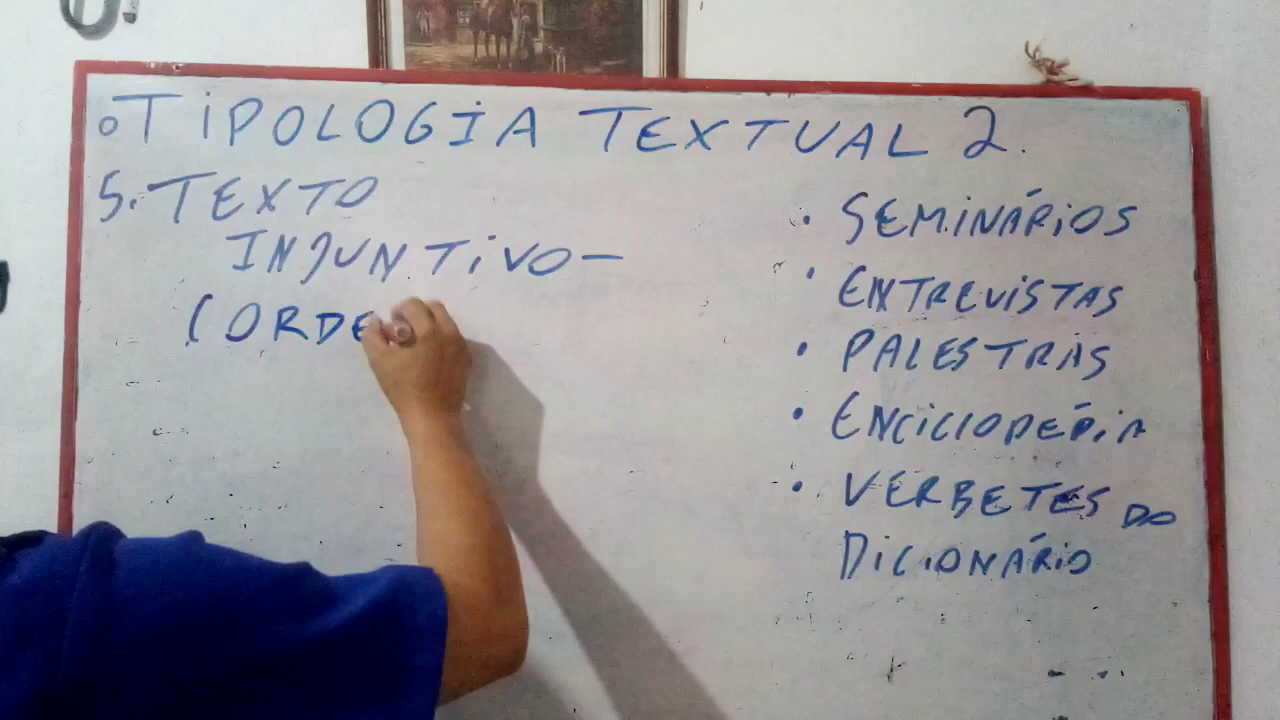 o TIPOLOGIA TEXTUAL 2.
5. TEXTO
INJUNTIVO -
(ORDE
• SEMINÁRIOS
• ENTREVISTAS
• PALESTRAS
• ENCICLOPÉDIA
• VERBETES DO
DICIONÁRIO